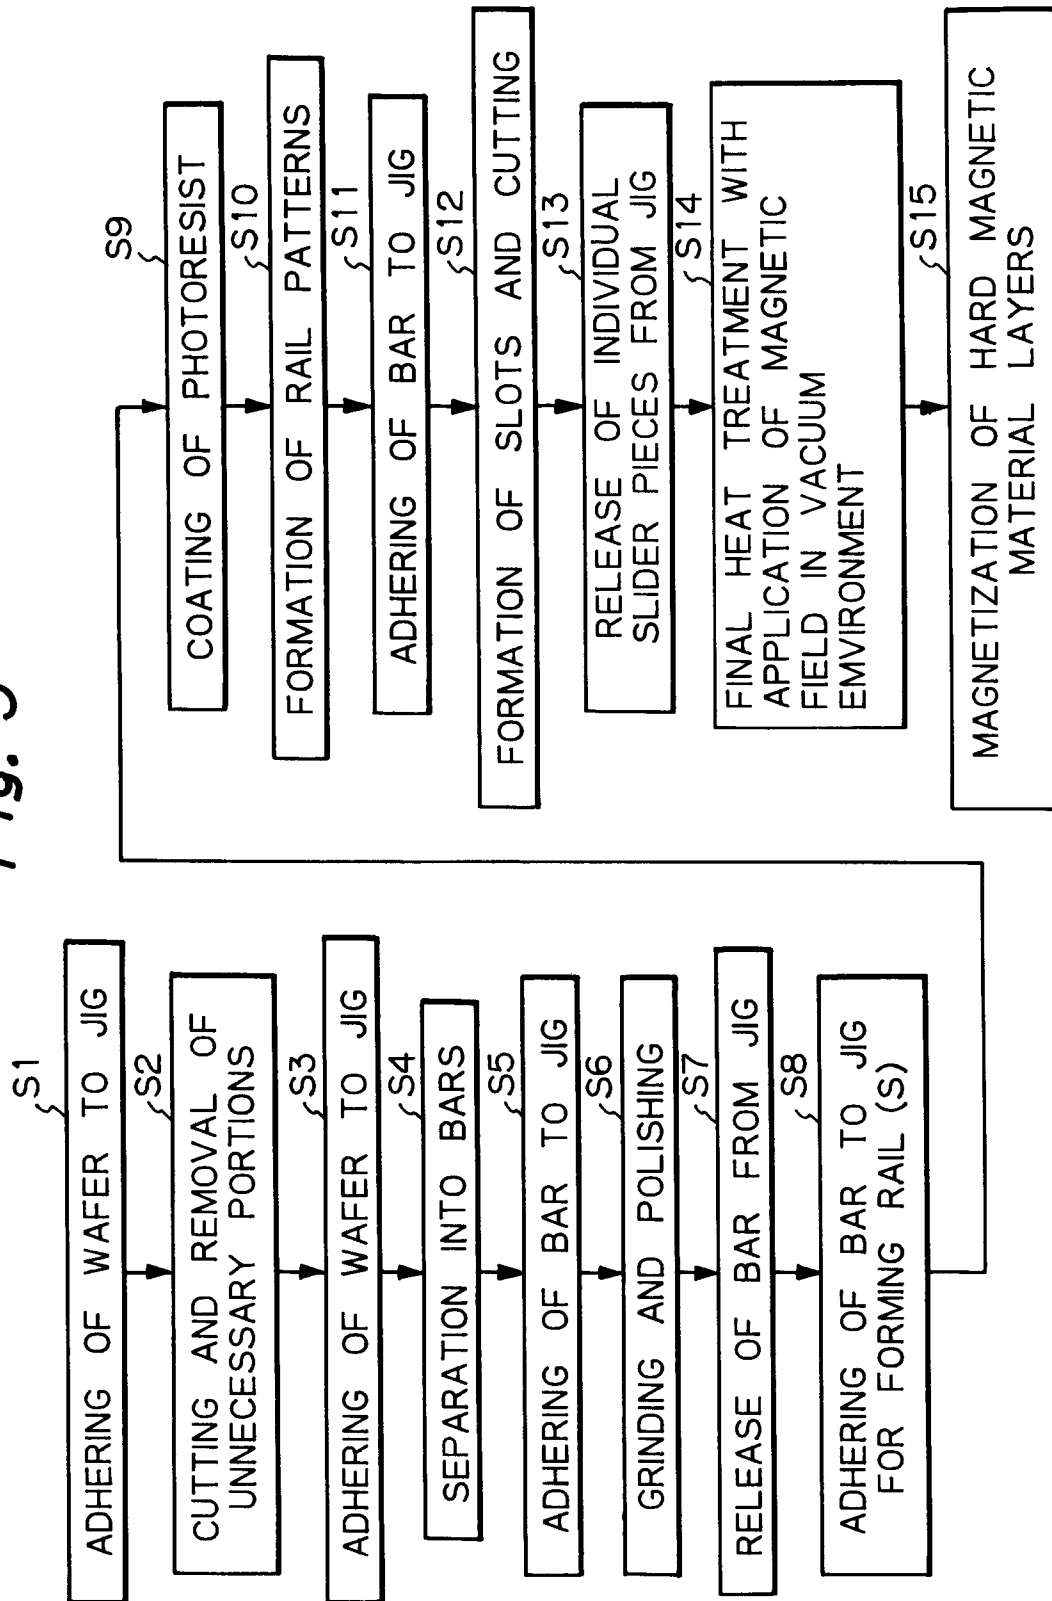 Fig. 5
S1
ADHERING OF WAFER TO JIG
S2
CUTTING AND REMOVAL OF
UNNECESSARY PORTIONS
S3
ADHERING OF WAFER TO JIG
S4
SEPARATION INTO BARS
S5
ADHERING OF BAR TO JIG
S6
GRINDING AND POLISHING
S7
RELEASE OF BAR FROM JIG
S8
ADHERING OF BAR TO JIG
FOR FORMING RAIL (S)
S9
COATING OF PHOTORESIST
S10
FORMATION OF RAIL PATTERNS
S11
ADHERING OF BAR TO JIG
S12
FORMATION OF SLOTS AND CUTTING
S13
RELEASE OF INDIVIDUAL
SLIDER PIECES FROM JIG
S14
FINAL HEAT TREATMENT WITH
APPLICATION OF MAGNETIC
FIELD IN VACUUM
EMVIRONMENT
S15
MAGNETIZATION OF HARD MAGNETIC
MATERIAL LAYERS